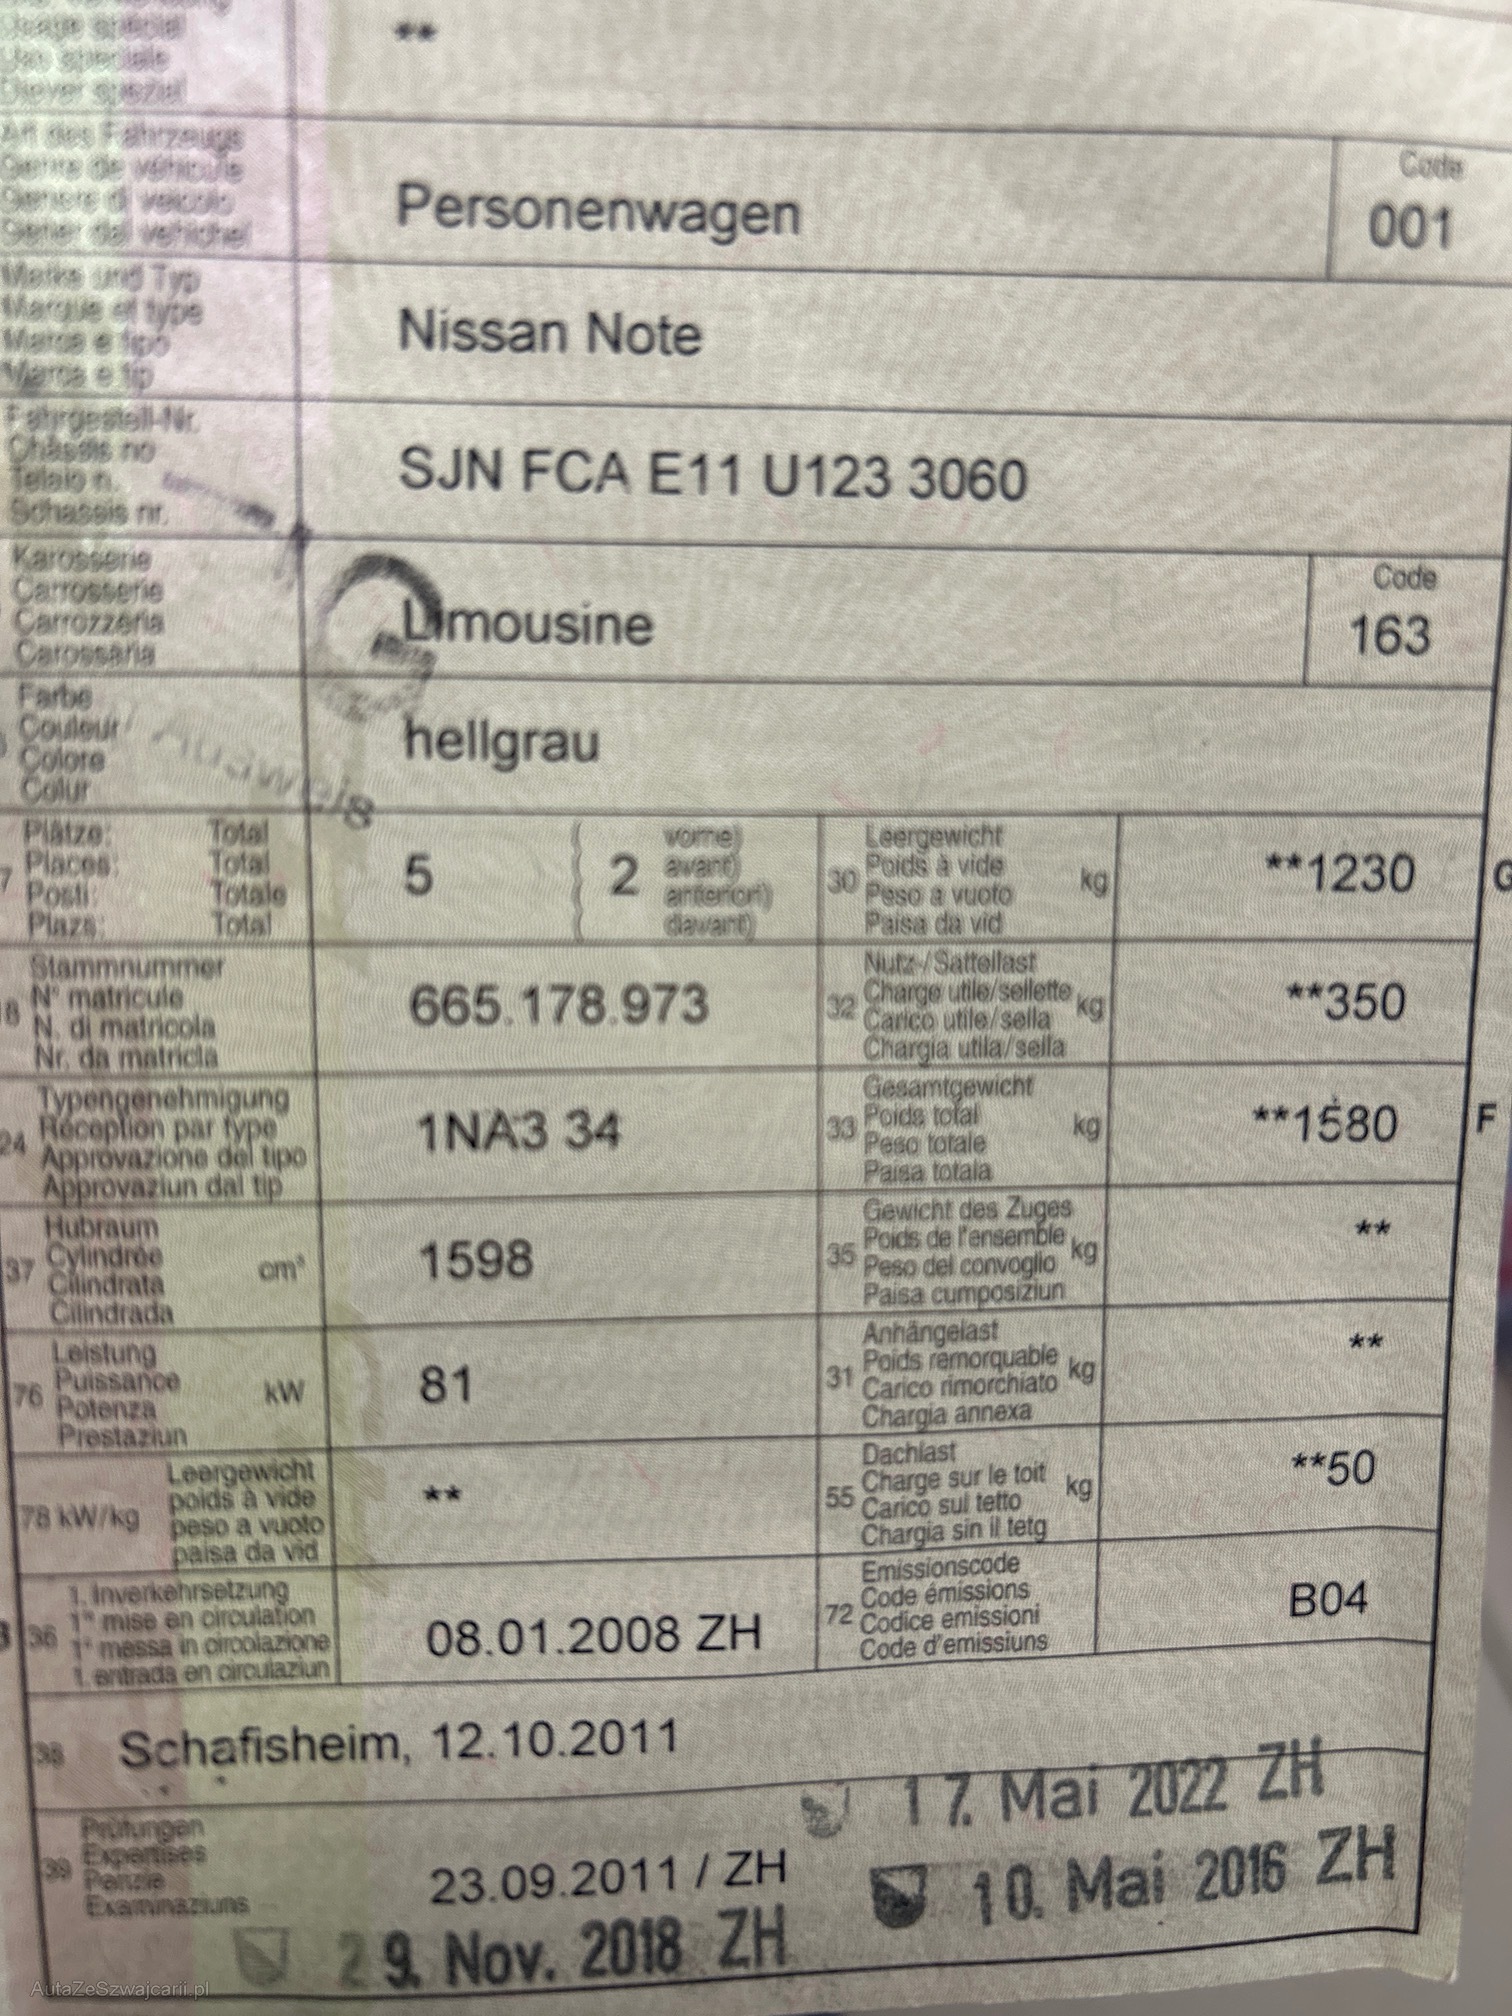 Usage spécial
Uso speciale
Diever spezial
**
Art des Fahrzeugs
Genre de véhicule
Genere di veicolo
Gener dal vehichel
Personenwagen
Code
001
Marke und Typ
Marque et type
Marca e tipo
Marca e tip
Nissan Note
Fahrgestell-Nr.
Châssis no
Telaio n.
Schassis nr.
SJN FCA E11 U123 3060
Karosserie
Carrosserie
Carrozzeria
Carossaria
Limousine
Code
163
Farbe
Couleur
Colore
Colur
hellgrau
Ausweis
7
Plätze: Total
Places: Total
Posti: Totale
Plazs: Total
5
( 2
vorne)
avant)
anteriori)
davant)
30
Leergewicht
Poids à vide
Peso a vuoto
Paisa da vid
kg
**1230
G
18
Stammnummer
N° matricule
N. di matricola
Nr. da matricla
665.178.973
32
Nutz-/Sattellast
Charge utile/sellette
Carico utile/sella
Chargia utila/sella
kg
**350
24
Typengenehmigung
Réception par type
Approvazione del tipo
Approvaziun dal tip
1NA3 34
33
Gesamtgewicht
Poids total
Peso totale
Paisa totala
kg
**1580
F
37
Hubraum
Cylindrée
Cilindrata
Cilindrada
cm³
1598
35
Gewicht des Zuges
Poids de l'ensemble
Peso del convoglio
Paisa cumposiziun
kg
**
76
Leistung
Puissance
Potenza
Prestaziun
kW
81
31
Anhängelast
Poids remorquable
Carico rimorchiato
Chargia annexa
kg
**
78 kW/kg
Leergewicht
poids à vide
peso a vuoto
paisa da vid
**
55
Dachlast
Charge sur le toit
Carico sul tetto
Chargia sin il tetg
kg
**50
36
1. Inverkehrsetzung
1re mise en circulation
1a messa in circolazione
1. entrada en circulaziun
08.01.2008 ZH
72
Emissionscode
Code émissions
Codice emissioni
Code d'emissiuns
B04
38
Schafisheim, 12.10.2011
17. Mai 2022 ZH
39
Prüfungen
Expertises
Perizie
Examinaziuns
23.09.2011 / ZH
10. Mai 2016 ZH
29. Nov. 2018 ZH
AutaZeSzwajcarii.pl